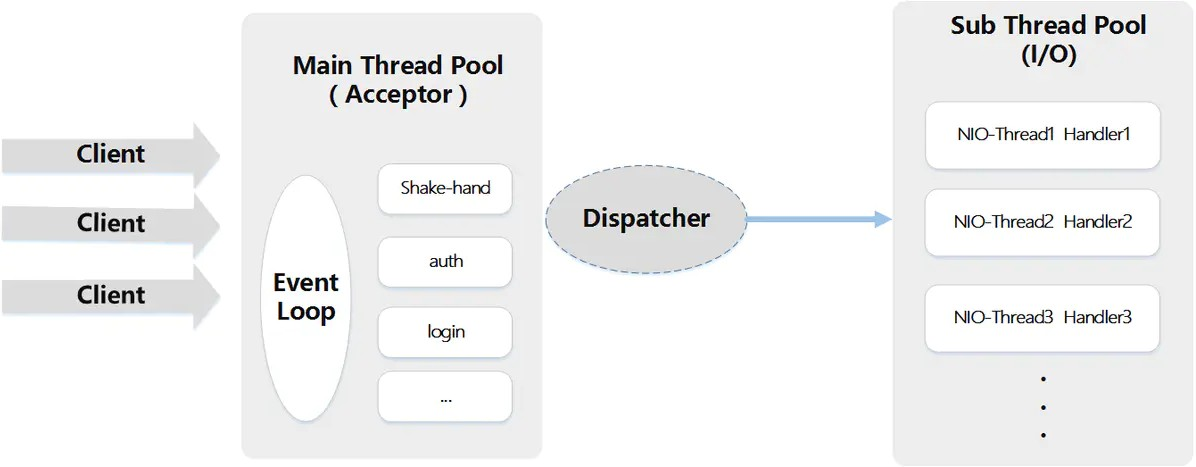 Client
Client
Client
Main Thread Pool
( Acceptor )
Event
Loop
Shake-hand
auth
login
...
Dispatcher
Sub Thread Pool
(I/O)
NIO-Thread1 Handler1
NIO-Thread2 Handler2
NIO-Thread3 Handler3